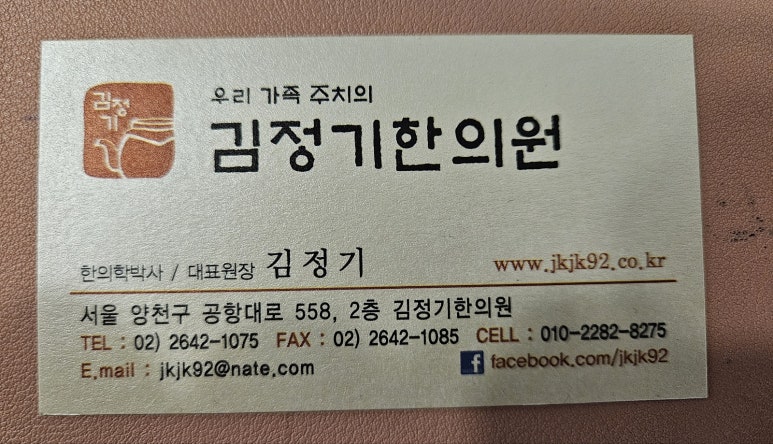 김정기
우리 가족 주치의
김정기한의원
한의학박사 / 대표원장 김정기
www.jkjk92.co.kr
서울 양천구 공항대로 558, 2층 김정기한의원
TEL : 02) 2642-1075 FAX : 02) 2642-1085 CELL : 010-2282-8275
E.mail : jkjk92@nate.com
facebook.com/jkjk92